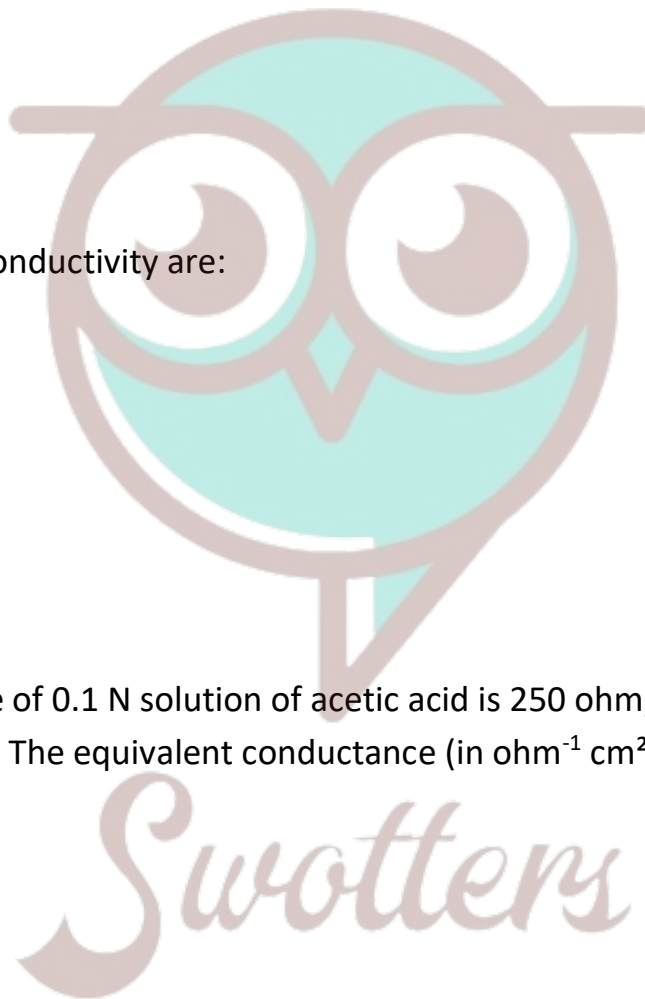 onductivity are:
e of 0.1 N solution of acetic acid is 250 ohm,
The equivalent conductance (in ohm⁻¹ cm²
Swotters